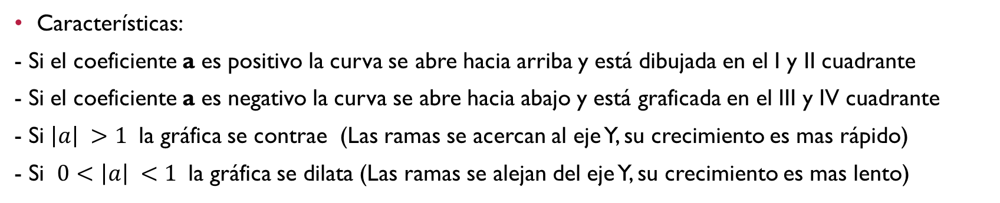 • Características:
- Si el coeficiente a es positivo la curva se abre hacia arriba y está dibujada en el I y II cuadrante
- Si el coeficiente a es negativo la curva se abre hacia abajo y está graficada en el III y IV cuadrante
- Si |a| > 1 la gráfica se contrae (Las ramas se acercan al eje Y, su crecimiento es mas rápido)
- Si 0 < |a| < 1 la gráfica se dilata (Las ramas se alejan del eje Y, su crecimiento es mas lento)